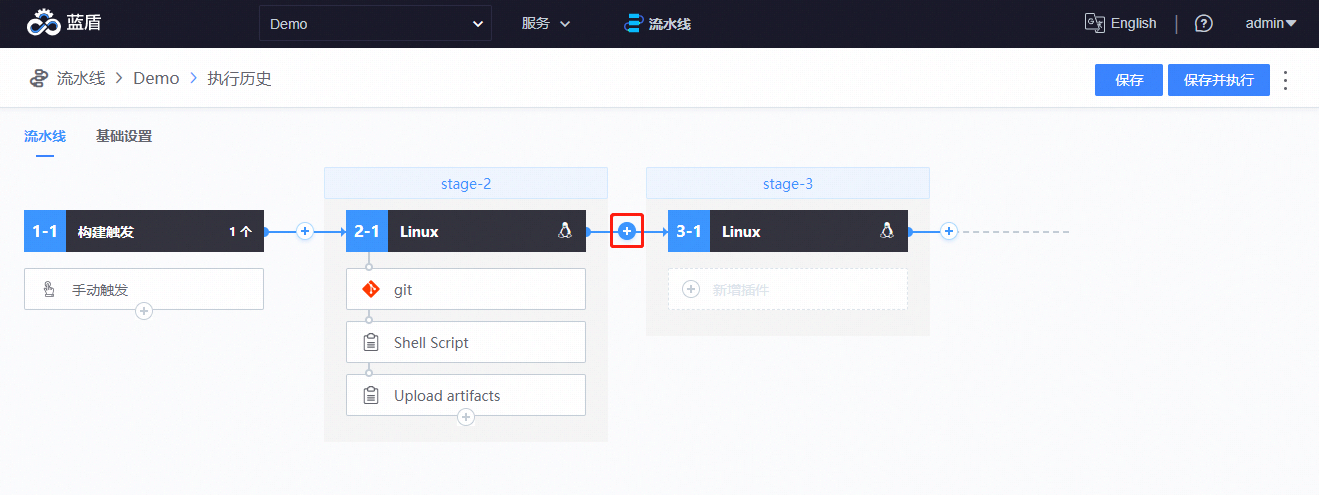 蓝盾
Demo
服务
流水线
English
admin
流水线 > Demo > 执行历史
保存
保存并执行
流水线
基础设置
stage-2
stage-3
1-1 构建触发 1 个
2-1 Linux
3-1 Linux
手动触发
git
新增插件
Shell Script
Upload artifacts